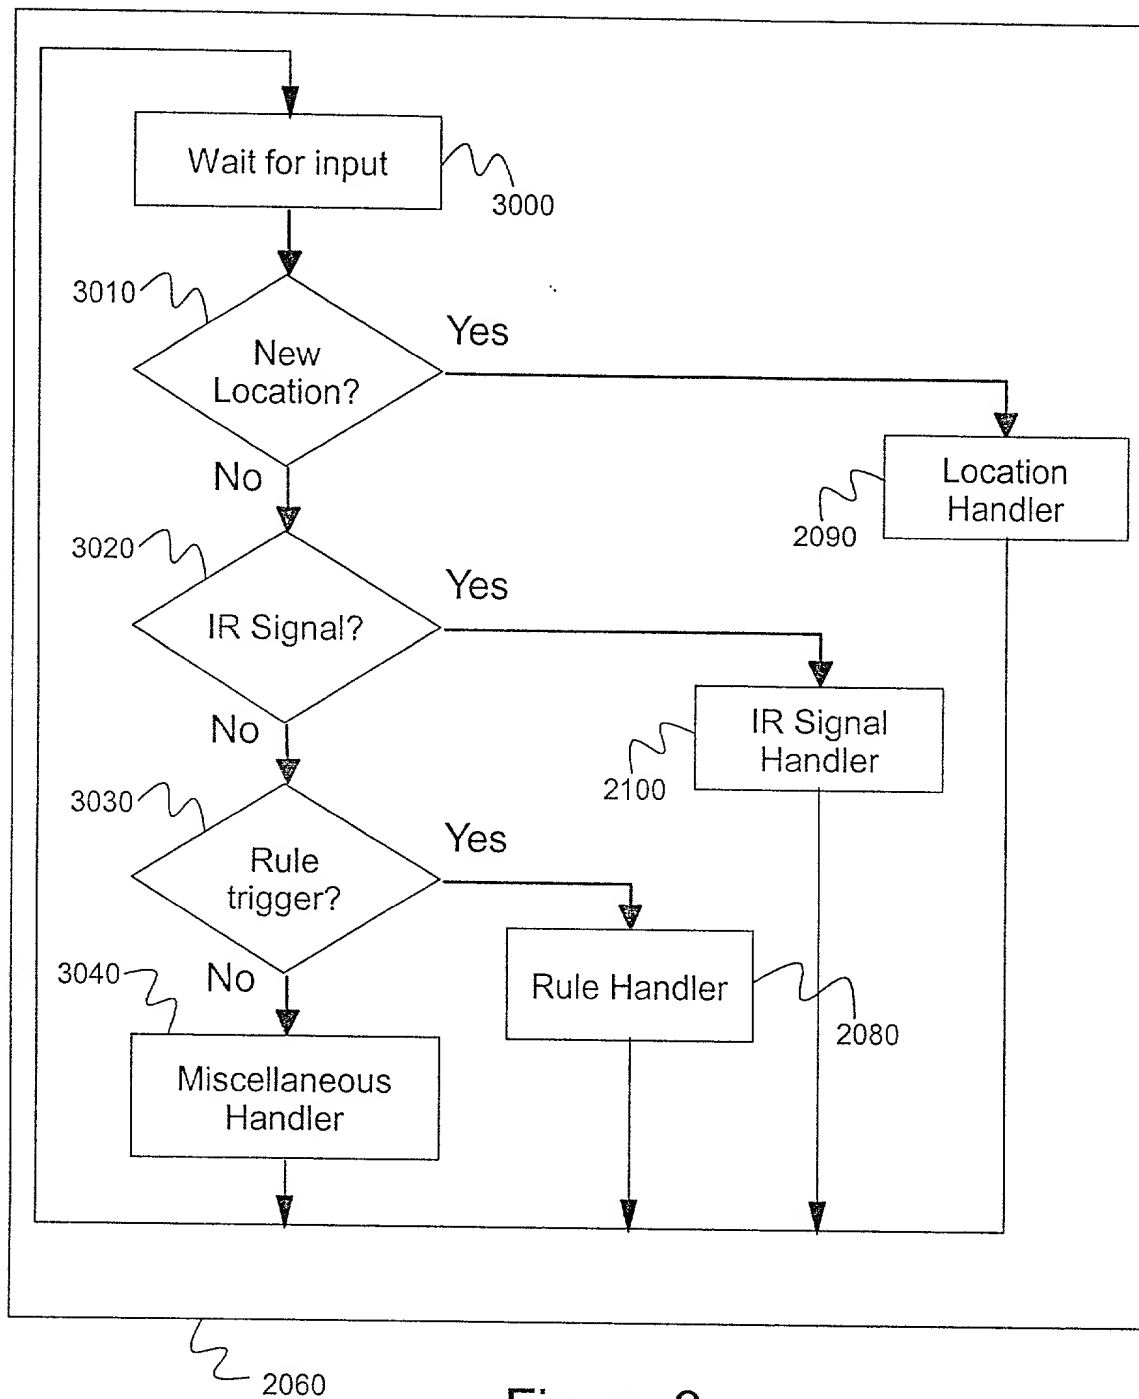 Wait for input
3000
3010
New
Location?
Yes
No
Location
Handler
2090
3020
IR Signal?
Yes
No
IR Signal
Handler
2100
3030
Rule
trigger?
Yes
No
Rule Handler
2080
3040
Miscellaneous
Handler
2060